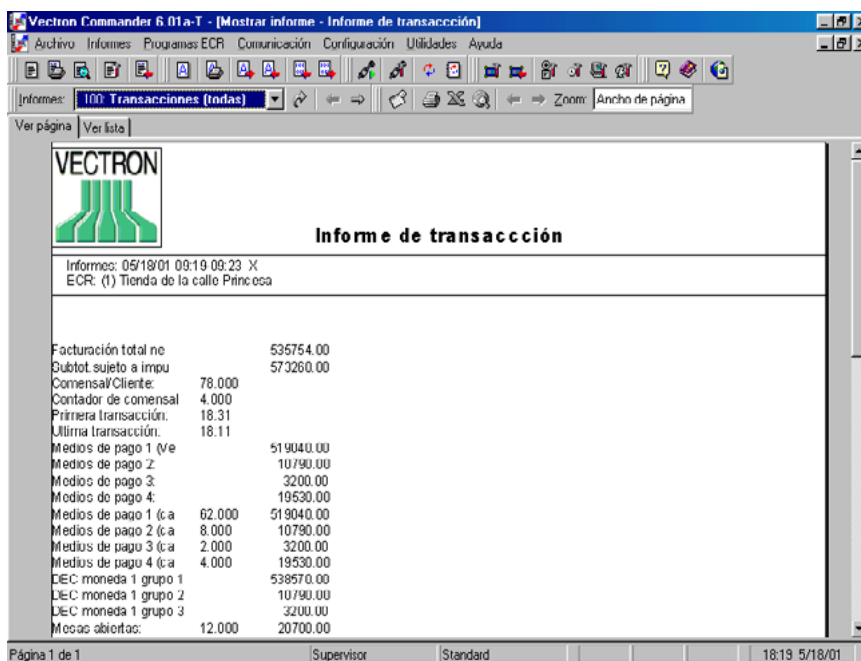 Vectron Commander 6.01a-T - [Mostrar informe - Informe de transaccción]
Archivo Informes Programas ECR Comunicación Configuración Utilidades Ayuda
Informes: 100: Transacciones (todas) Zoom: Ancho de página
Ver página Ver lista
VECTRON
Informe de transaccción
Informes: 05/18/01 09:19 09:23 X
ECR: (1) Tienda de la calle Princesa
Facturación total ne 535754.00
Subtot. sujeto a impu 573260.00
Comensal/Cliente: 78.000
Contador de comensal 4.000
Primera transacción: 18.31
Ultima transacción: 18.11
Medios de pago 1 (Ve 519040.00
Medios de pago 2: 10790.00
Medios de pago 3: 3200.00
Medios de pago 4: 19530.00
Medios de pago 1 (ca 62.000 519040.00
Medios de pago 2 (ca 8.000 10790.00
Medios de pago 3 (ca 2.000 3200.00
Medios de pago 4 (ca 4.000 19530.00
DEC moneda 1 grupo 1 538570.00
DEC moneda 1 grupo 2 10790.00
DEC moneda 1 grupo 3 3200.00
Mesas abiertas: 12.000 20700.00
Página 1 de 1 Supervisor Standard 18:19 5/18/01